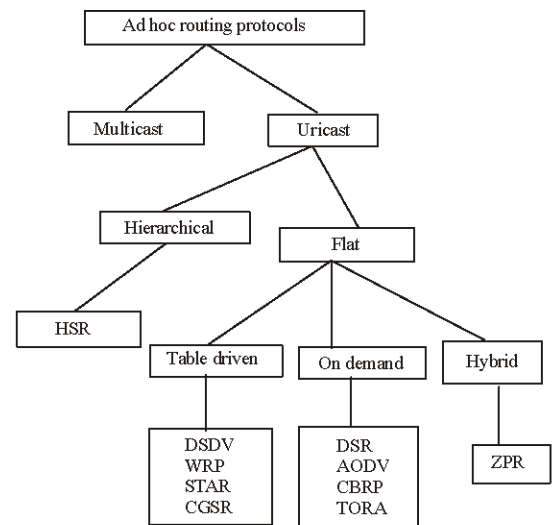 Ad hoc routing protocols
Multicast
Uricast
Hierarchical
Flat
HSR
Table driven
On demand
Hybrid
DSDV
WRP
STAR
CGSR
DSR
AODV
CBRP
TORA
ZPR